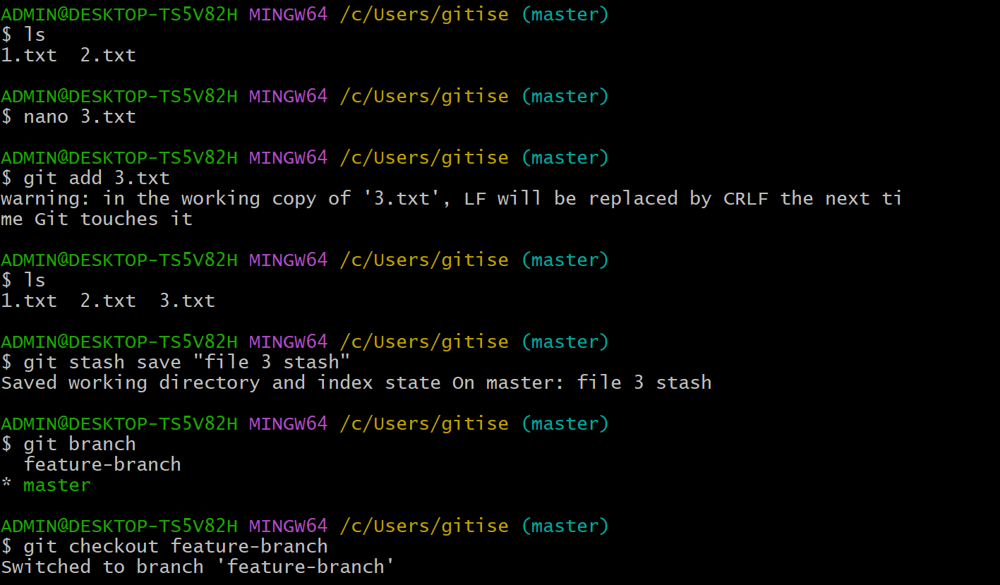 ADMIN@DESKTOP-TS5V82H MINGW64 /c/Users/gitise (master)
$ ls
1.txt  2.txt
ADMIN@DESKTOP-TS5V82H MINGW64 /c/Users/gitise (master)
$ nano 3.txt
ADMIN@DESKTOP-TS5V82H MINGW64 /c/Users/gitise (master)
$ git add 3.txt
warning: in the working copy of '3.txt', LF will be replaced by CRLF the next ti
me Git touches it
ADMIN@DESKTOP-TS5V82H MINGW64 /c/Users/gitise (master)
$ ls
1.txt  2.txt  3.txt
ADMIN@DESKTOP-TS5V82H MINGW64 /c/Users/gitise (master)
$ git stash save "file 3 stash"
Saved working directory and index state On master: file 3 stash
ADMIN@DESKTOP-TS5V82H MINGW64 /c/Users/gitise (master)
$ git branch
  feature-branch
* master
ADMIN@DESKTOP-TS5V82H MINGW64 /c/Users/gitise (master)
$ git checkout feature-branch
Switched to branch 'feature-branch'